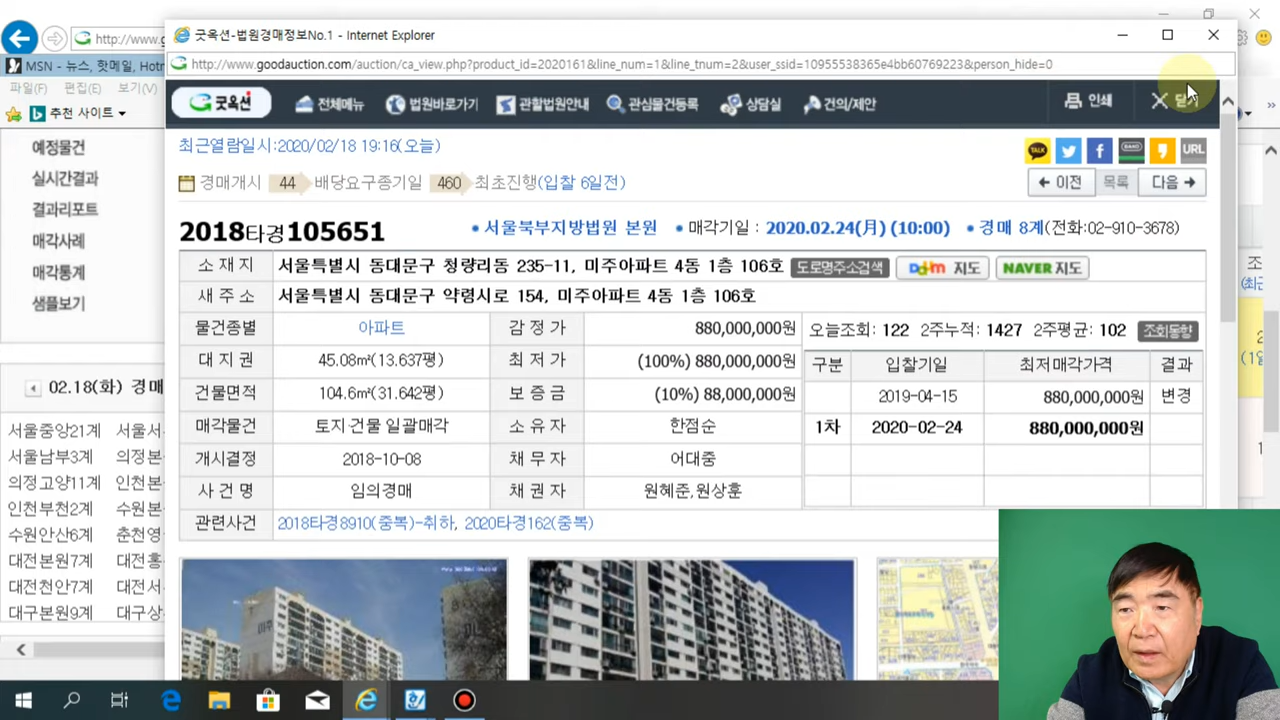 굿옥션-법원경매정보No.1 - Internet Explorer
http://www.g
http://www.goodauction.com/auction/ca_view.php?product_id=2020161&line_num=1&line_tnum=2&user_ssid=10955538565e4bb60769223&person_hide=0
MSN - 뉴스, 핫메일, Hotm
파일(F) 편집(E) 보기(V)
추천 사이트
굿옥션 전체메뉴 법원바로가기 관할법원안내 관심물건등록 상담실 건의/제안 인쇄 닫기
최근열람일시:2020/02/18 19:16(오늘)
TALK BAND URL
경매개시 44 배당요구종기일 460 최초진행(입찰 6일전)
이전 목록 다음
2018타경105651
서울북부지방법원 본원 매각기일 : 2020.02.24(月) (10:00) 경매 8계(전화:02-910-3678)
소 재 지 서울특별시 동대문구 청량리동 235-11, 미주아파트 4동 1층 106호 도로명주소검색 Daum 지도 NAVER 지도
새 주 소 서울특별시 동대문구 약령시로 154, 미주아파트 4동 1층 106호
물건종별 아파트 감 정 가 880,000,000원
오늘조회: 122 2주누적: 1427 2주평균: 102 조회동향
대 지 권 45.08㎡(13.637평) 최 저 가 (100%) 880,000,000원
구분 입찰기일 최저매각가격 결과
건물면적 104.6㎡(31.642평) 보 증 금 (10%) 88,000,000원
2019-04-15 880,000,000원 변경
매각물건 토지·건물 일괄매각 소 유 자 한점순
1차 2020-02-24 880,000,000원
개시결정 2018-10-08 채 무 자 어대중
사 건 명 임의경매 채 권 자 원혜준,원상훈
관련사건 2018타경8910(중복)-취하, 2020타경162(중복)
예정물건
실시간결과
결과리포트
매각사례
매각통계
샘플보기
02.18(화) 경매
서울중앙21계 서울서
서울남부3계 의정본
의정고양11계 인천본
인천부천2계 수원본
수원안산6계 춘천영
대전본원7계 대전홍
대전천안7계 대전서
대구본원9계 대구상
조
(최근
2
(1일
1